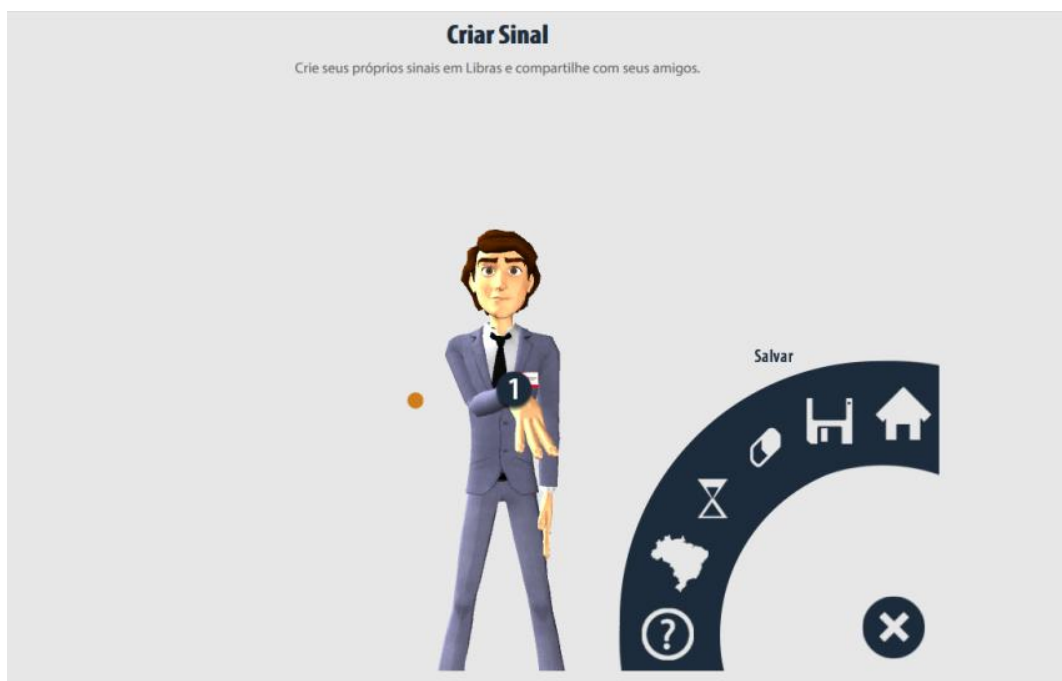 Criar Sinal
Crie seus próprios sinais em Libras e compartilhe com seus amigos.
1
Salvar
?